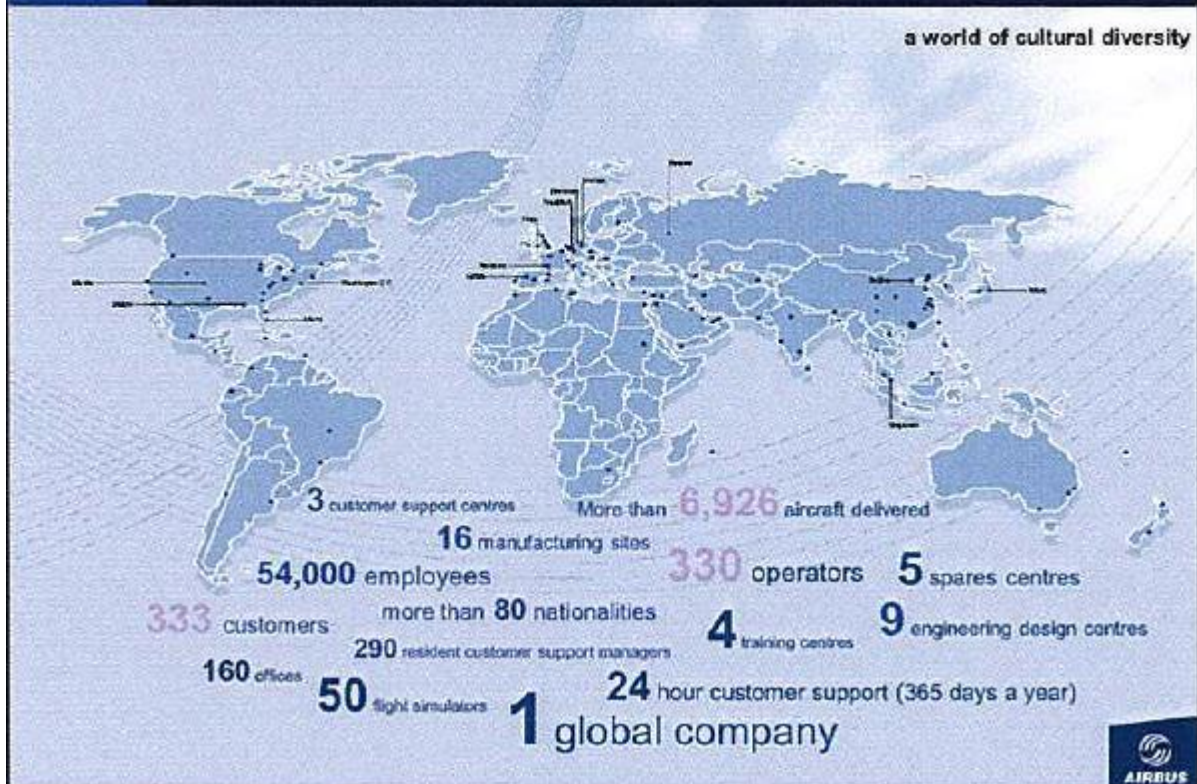 a world of cultural diversity
Washington D.C.
3 customer support centres
More than 6,926 aircraft delivered
16 manufacturing sites
330 operators
5 spares centres
54,000 employees
333 customers
more than 80 nationalities
4 training centres
9 engineering design centres
290 resident customer support managers
160 offices
50 flight simulators
24 hour customer support (365 days a year)
1 global company
AIRBUS